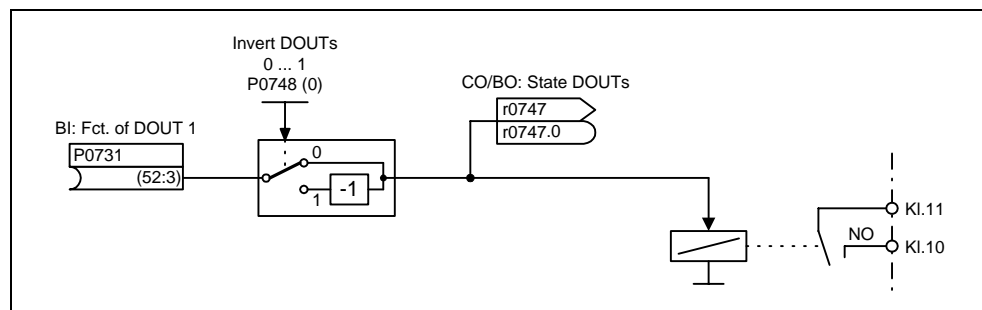 Invert DOUTs
0 ... 1
P0748 (0)
CO/BO: State DOUTs
r0747
r0747.0
BI: Fct. of DOUT 1
P0731
(52:3)
0
-1
1
Kl.11
NO
Kl.10